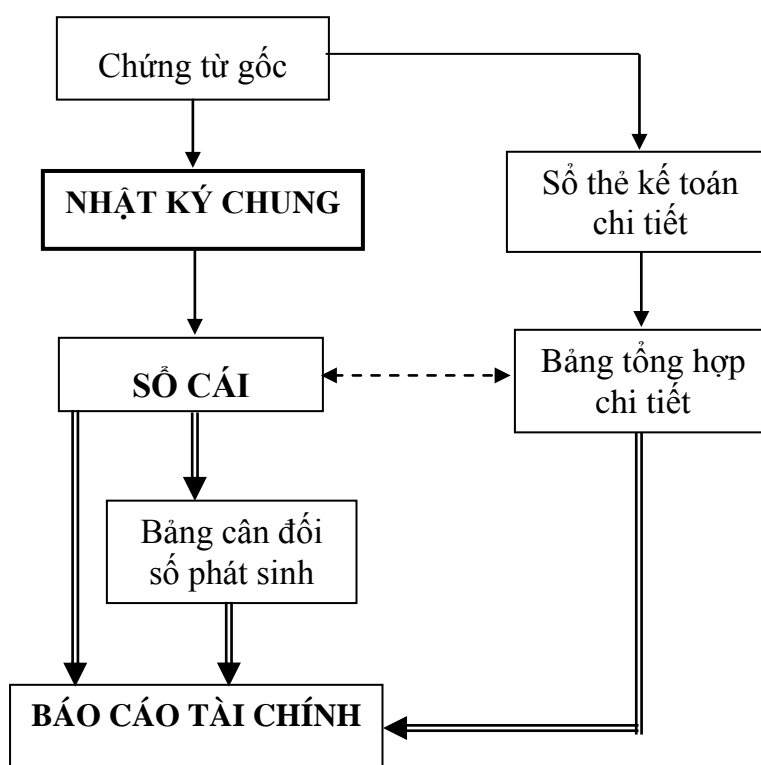 Chứng từ gốc
NHẬT KÝ CHUNG
Sổ thẻ kế toán
chi tiết
SỔ CÁI
Bảng tổng hợp
chi tiết
Bảng cân đối
số phát sinh
BÁO CÁO TÀI CHÍNH